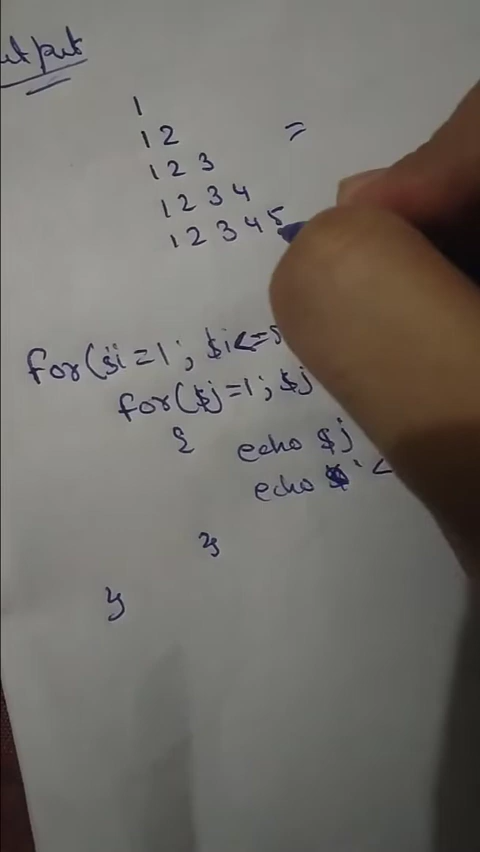 1
1 2 =
1 2 3
1 2 3 4
1 2 3 4 5
for($i=1; $i<=5
for($j=1; $j
{ echo $j
echo ' <
}
}